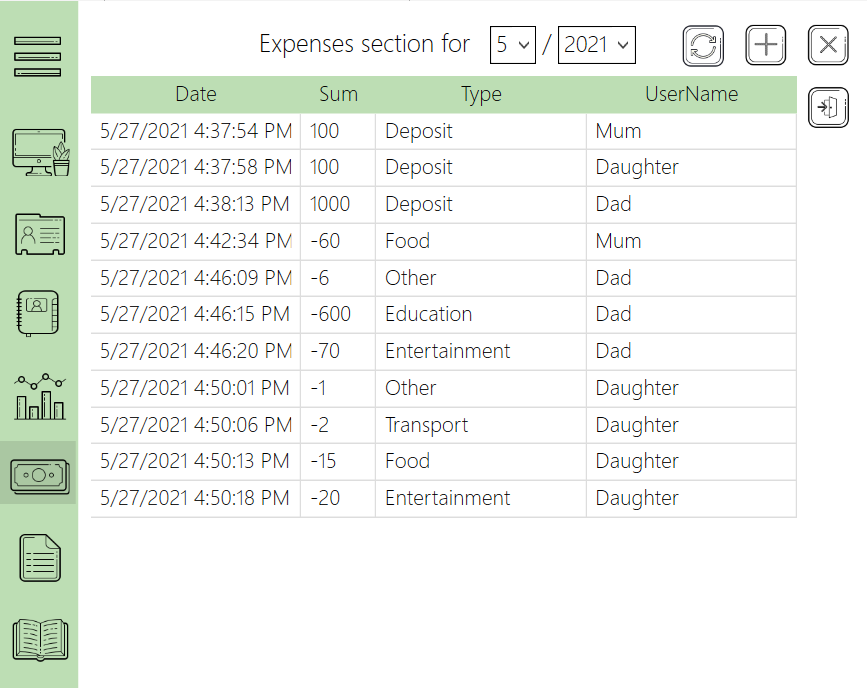 Expenses section for 5 / 2021
Date Sum Type UserName
5/27/2021 4:37:54 PM 100 Deposit Mum
5/27/2021 4:37:58 PM 100 Deposit Daughter
5/27/2021 4:38:13 PM 1000 Deposit Dad
5/27/2021 4:42:34 PM -60 Food Mum
5/27/2021 4:46:09 PM -6 Other Dad
5/27/2021 4:46:15 PM -600 Education Dad
5/27/2021 4:46:20 PM -70 Entertainment Dad
5/27/2021 4:50:01 PM -1 Other Daughter
5/27/2021 4:50:06 PM -2 Transport Daughter
5/27/2021 4:50:13 PM -15 Food Daughter
5/27/2021 4:50:18 PM -20 Entertainment Daughter